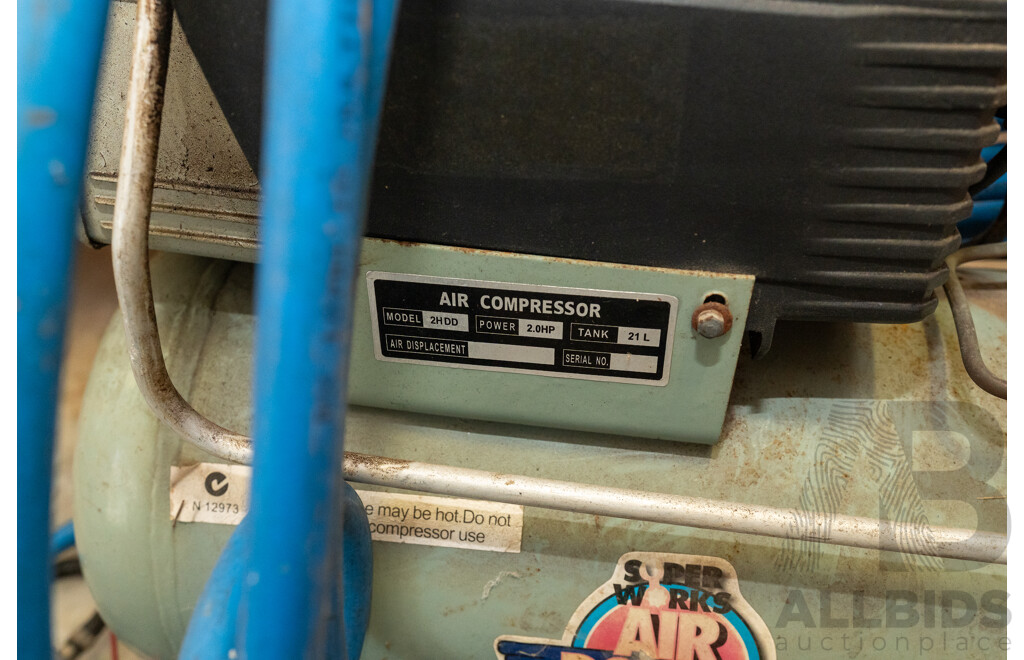 AIR COMPRESSOR
MODEL 2HDD POWER 2.0HP TANK 21 L
AIR DISPLACEMENT SERIAL NO.
N 12973
e may be hot.Do not
compressor use
SUPER
WORKS
AIR
ALLBIDS
auctionplace